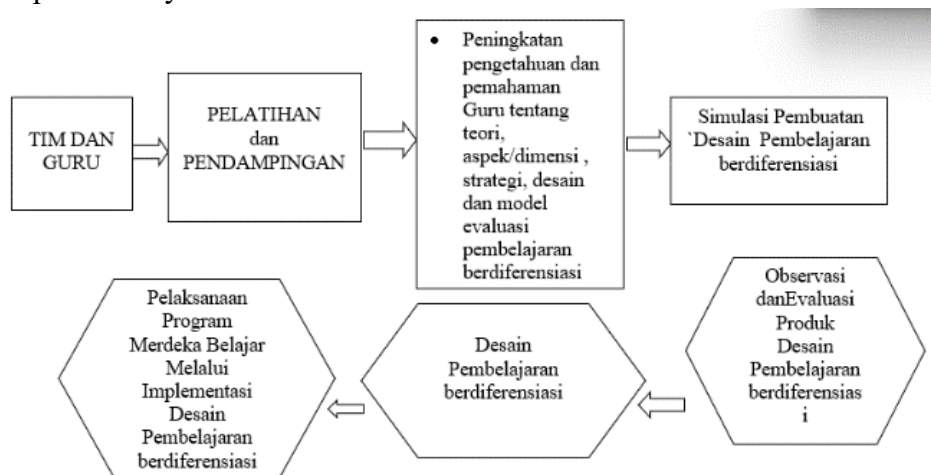 TIM DAN
GURU
PELATIHAN
dan
PENDAMPINGAN
• Peningkatan
pengetahuan dan
pemahaman
Guru tentang
teori,
aspek/dimensi ,
strategi, desain
dan model
evaluasi
pembelajaran
berdiferensiasi
Simulasi Pembuatan
`Desain Pembelajaran
berdiferensiasi
Observasi
danEvaluasi
Produk
Desain
Pembelajaran
berdiferensias
i
Desain
Pembelajaran
berdiferensiasi
Pelaksanaan
Program
Merdeka Belajar
Melalui
Implementasi
Desain
Pembelajaran
berdiferensiasi